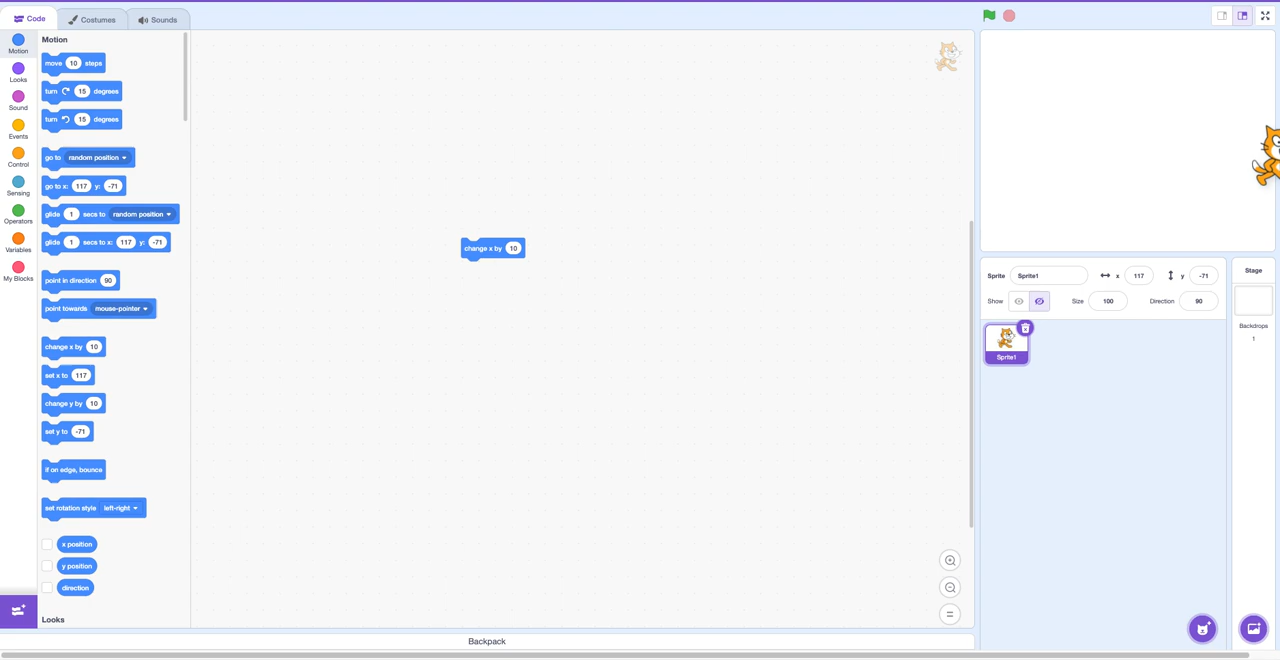 Code Costumes Sounds
Motion
Looks
Sound
Events
Control
Sensing
Operators
Variables
My Blocks
Motion
move 10 steps
turn 15 degrees
turn 15 degrees
go to random position
go to x: 117 y: -71
glide 1 secs to random position
glide 1 secs to x: 117 y: -71
point in direction 90
point towards mouse-pointer
change x by 10
set x to 117
change y by 10
set y to -71
if on edge, bounce
set rotation style left-right
x position
y position
direction
Looks
change x by 10
Backpack
Sprite Sprite1 x 117 y -71
Show Size 100 Direction 90
Sprite1
Stage
Backdrops
1